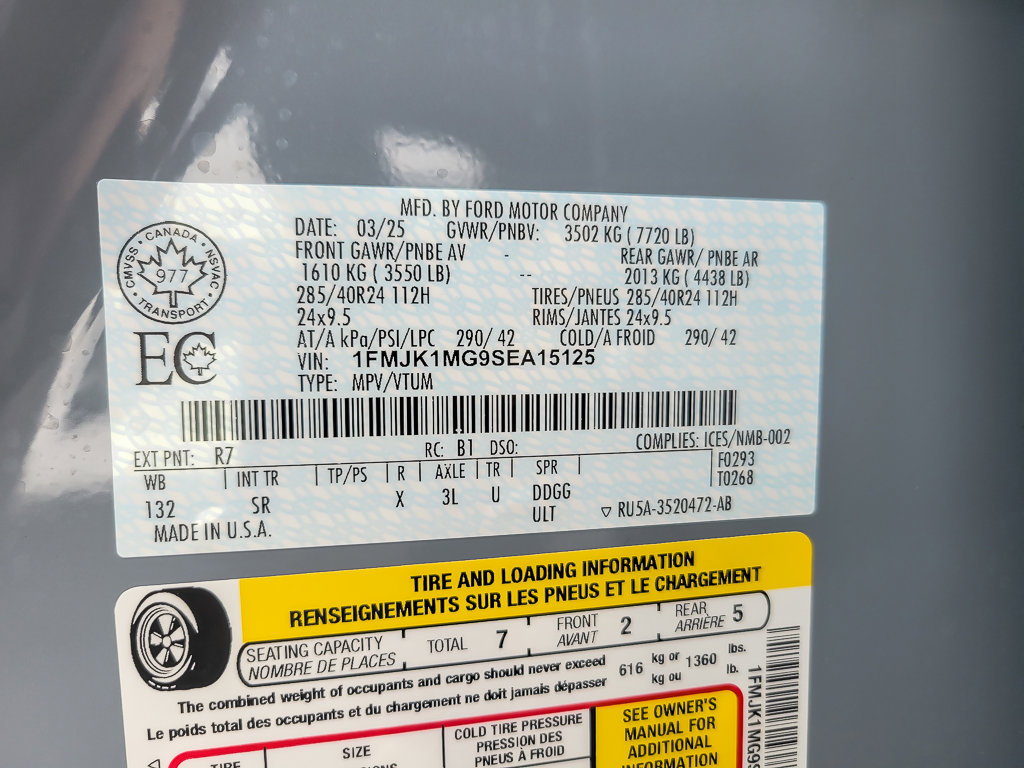 MFD. BY FORD MOTOR COMPANY
DATE: 03/25 GVWR/PNBV: 3502 KG ( 7720 LB)
FRONT GAWR/PNBE AV - REAR GAWR/ PNBE AR
1610 KG ( 3550 LB) -- 2013 KG ( 4438 LB)
285/40R24 112H TIRES/PNEUS 285/40R24 112H
24x9.5 RIMS/JANTES 24x9.5
AT/A kPa/PSI/LPC 290/ 42 COLD/A FROID 290/ 42
VIN: 1FMJK1MG9SEA15125
TYPE: MPV/VTUM
CANADA
CMVSS • NSVAC
977
TRANSPORT
EC
EXT PNT: R7 RC: B1 DSO: COMPLIES: ICES/NMB-002
WB INT TR TP/PS R AXLE TR SPR F0293
T0268
132 SR X 3L U DDGG
ULT ▽ RU5A-3520472-AB
MADE IN U.S.A.
TIRE AND LOADING INFORMATION
RENSEIGNEMENTS SUR LES PNEUS ET LE CHARGEMENT
SEATING CAPACITY TOTAL 7 FRONT 2 REAR 5
NOMBRE DE PLACES AVANT ARRIÈRE
The combined weight of occupants and cargo should never exceed 616 kg or 1360 lbs.
Le poids total des occupants et du chargement ne doit jamais dépasser kg ou lb.
1FMJK1MG9S
TIRE SIZE COLD TIRE PRESSURE
PRESSION DES
PNEUS À FROID
SEE OWNER'S
MANUAL FOR
ADDITIONAL
INFORMATION